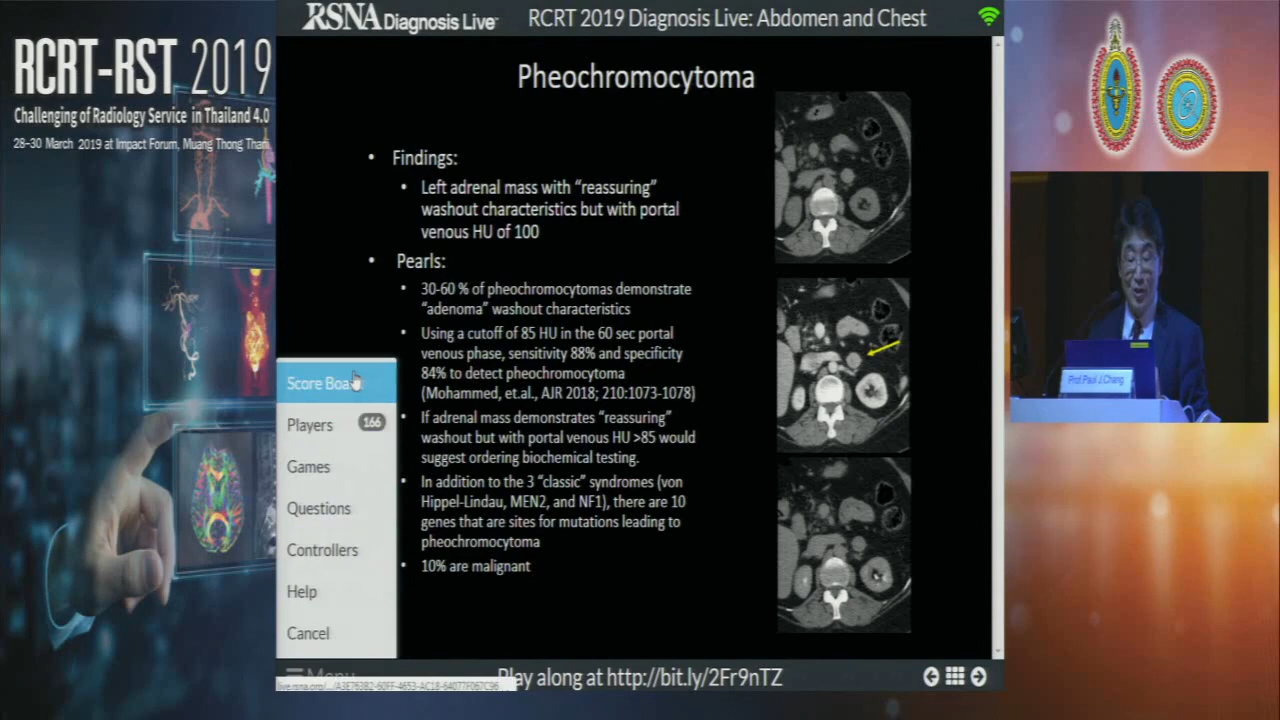 RSNA Diagnosis Live™
RCRT 2019 Diagnosis Live: Abdomen and Chest
RCRT-RST 2019
Challenging of Radiology Service in Thailand 4.0
28-30 March 2019 at Impact Forum, Muang Thong Thani
Pheochromocytoma
• Findings:
• Left adrenal mass with “reassuring”
washout characteristics but with portal
venous HU of 100
• Pearls:
• 30-60 % of pheochromocytomas demonstrate
“adenoma” washout characteristics
• Using a cutoff of 85 HU in the 60 sec portal
venous phase, sensitivity 88% and specificity
84% to detect pheochromocytoma
(Mohammed, et.al., AJR 2018; 210:1073-1078)
• If adrenal mass demonstrates “reassuring”
washout but with portal venous HU >85 would
suggest ordering biochemical testing.
• In addition to the 3 “classic” syndromes (von
Hippel-Lindau, MEN2, and NF1), there are 10
genes that are sites for mutations leading to
pheochromocytoma
• 10% are malignant
Score Boa
Players 166
Games
Questions
Controllers
Help
Cancel
Menu
Play along at http://bit.ly/2Fr9nTZ
Prof.Paul J.Chang